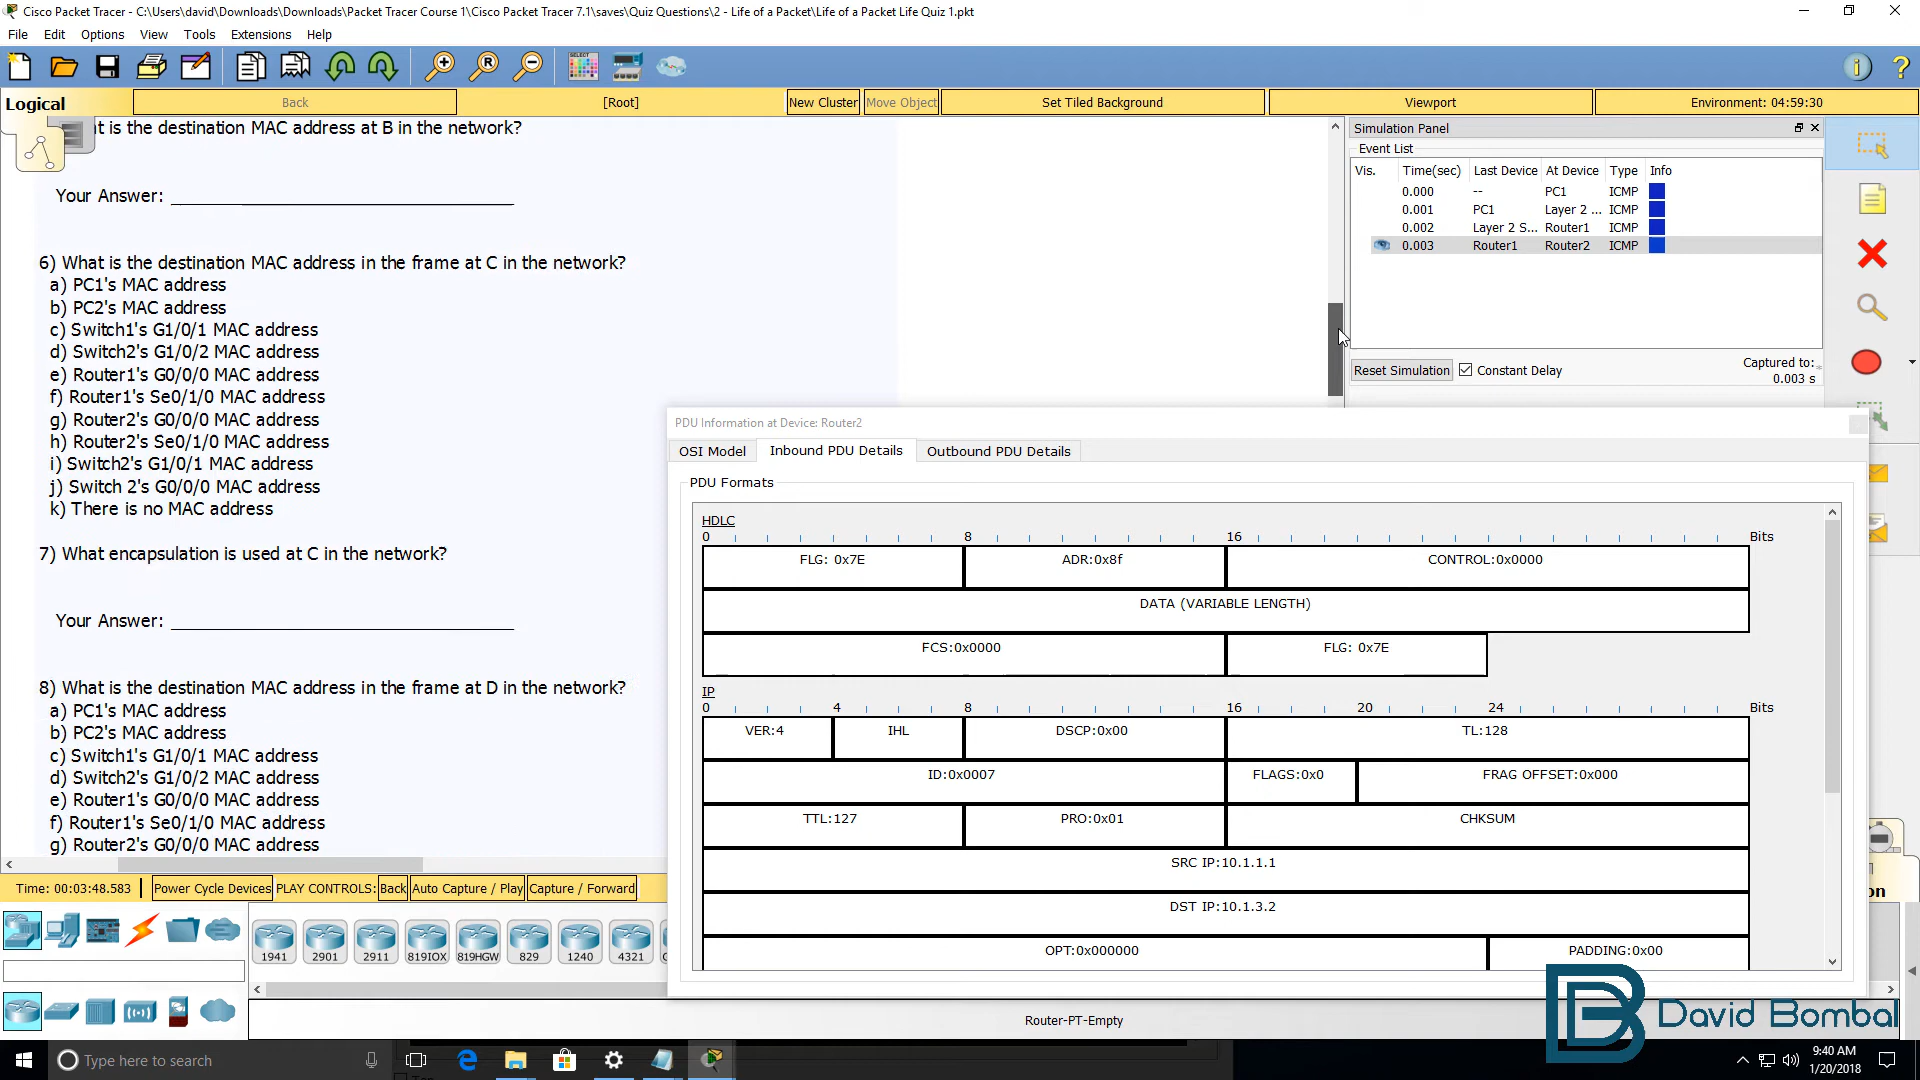 Cisco Packet Tracer - C:\Users\david\Downloads\Downloads\Packet Tracer Course 1\Cisco Packet Tracer 7.1\saves\Quiz Questions\2 - Life of a Packet\Life of a Packet Life Quiz 1.pkt
File Edit Options View Tools Extensions Help
Logical Back [Root] New Cluster Move Object Set Tiled Background Viewport Environment: 04:59:30
t is the destination MAC address at B in the network?
Your Answer:
6) What is the destination MAC address in the frame at C in the network?
a) PC1's MAC address
b) PC2's MAC address
c) Switch1's G1/0/1 MAC address
d) Switch2's G1/0/2 MAC address
e) Router1's G0/0/0 MAC address
f) Router1's Se0/1/0 MAC address
g) Router2's G0/0/0 MAC address
h) Router2's Se0/1/0 MAC address
i) Switch2's G1/0/1 MAC address
j) Switch 2's G0/0/0 MAC address
k) There is no MAC address
7) What encapsulation is used at C in the network?
Your Answer:
8) What is the destination MAC address in the frame at D in the network?
a) PC1's MAC address
b) PC2's MAC address
c) Switch1's G1/0/1 MAC address
d) Switch2's G1/0/2 MAC address
e) Router1's G0/0/0 MAC address
f) Router1's Se0/1/0 MAC address
g) Router2's G0/0/0 MAC address
Simulation Panel
Event List
Vis. Time(sec) Last Device At Device Type Info
0.000 -- PC1 ICMP
0.001 PC1 Layer 2 ... ICMP
0.002 Layer 2 S... Router1 ICMP
0.003 Router1 Router2 ICMP
Reset Simulation Constant Delay Captured to:
0.003 s
PDU Information at Device: Router2
OSI Model Inbound PDU Details Outbound PDU Details
PDU Formats
HDLC
0 8 16 Bits
FLG: 0x7E ADR:0x8f CONTROL:0x0000
DATA (VARIABLE LENGTH)
FCS:0x0000 FLG: 0x7E
IP
0 4 8 16 20 24 Bits
VER:4 IHL DSCP:0x00 TL:128
ID:0x0007 FLAGS:0x0 FRAG OFFSET:0x000
TTL:127 PRO:0x01 CHKSUM
SRC IP:10.1.1.1
DST IP:10.1.3.2
OPT:0x000000 PADDING:0x00
Time: 00:03:48.583 Power Cycle Devices PLAY CONTROLS: Back Auto Capture / Play Capture / Forward
on
1941 2901 2911 819IOX 819HGW 829 1240 4321
Router-PT-Empty
David Bombal
Type here to search
9:40 AM
1/20/2018